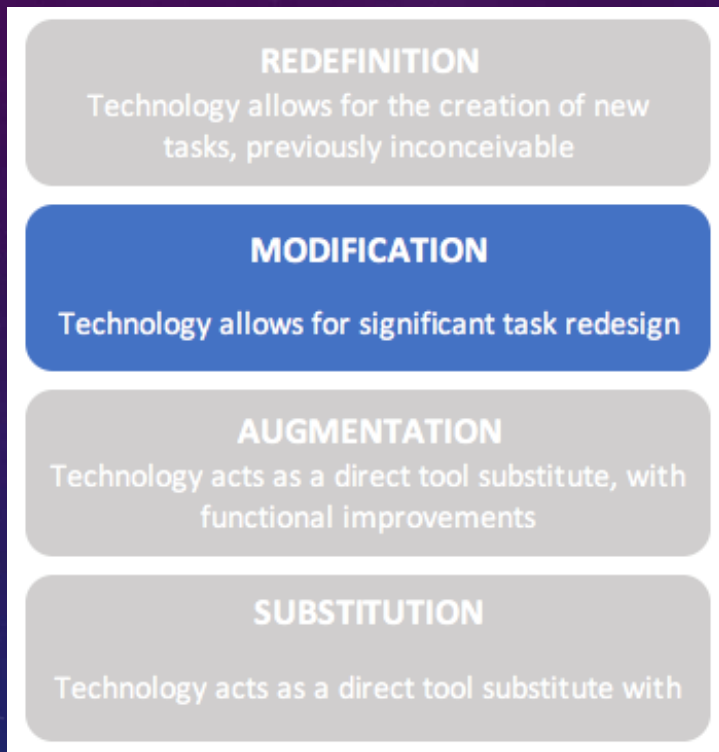 REDEFINITION
Technology allows for the creation of new
tasks, previously inconceivable
MODIFICATION
Technology allows for significant task redesign
AUGMENTATION
Technology acts as a direct tool substitute, with
functional improvements
SUBSTITUTION
Technology acts as a direct tool substitute with